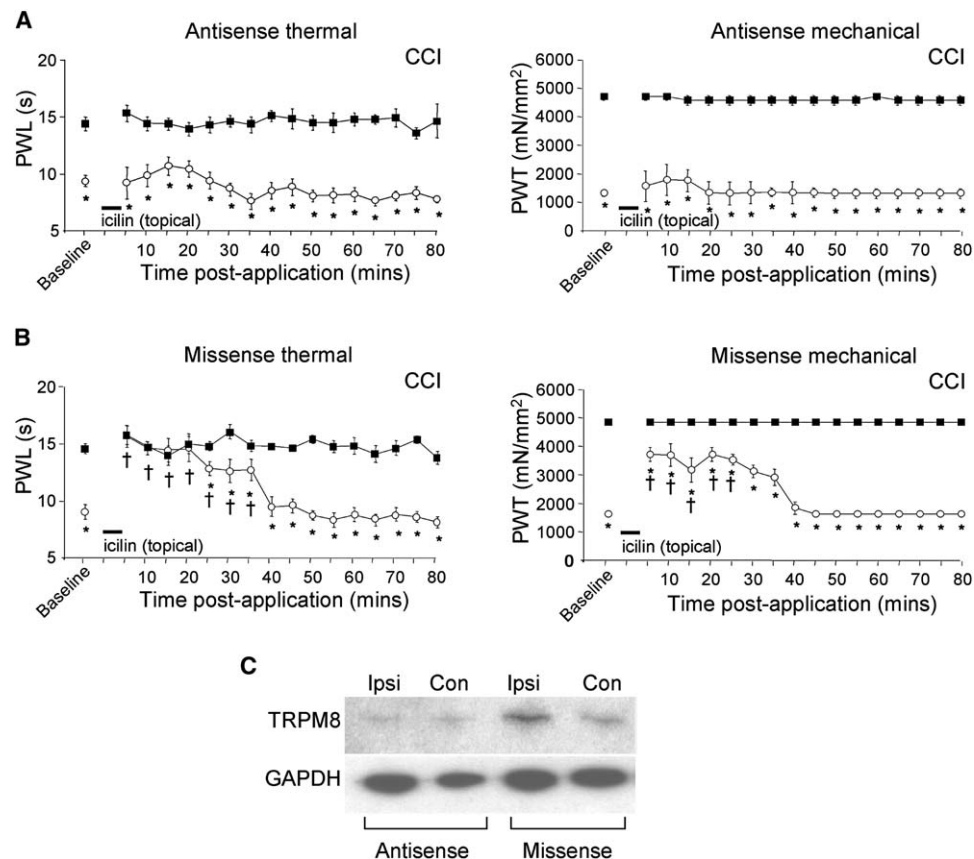 A
Antisense thermal
CCI
20
15
10
5
PWL (s)
* * * * * * * * * * * * * * * * *
icilin (topical)
Baseline
10 20 30 40 50 60 70 80
Time post-application (mins)
Antisense mechanical
CCI
6000
5000
4000
3000
2000
1000
0
PWT (mN/mm²)
* * * * * * * * * * * * * * * * *
icilin (topical)
Baseline
10 20 30 40 50 60 70 80
Time post-application (mins)
B
Missense thermal
CCI
20
15
10
5
PWL (s)
† † † † † † †
* * * * * * * * * * * *
icilin (topical)
Baseline
10 20 30 40 50 60 70 80
Time post-application (mins)
Missense mechanical
CCI
6000
5000
4000
3000
2000
1000
0
PWT (mN/mm²)
* * * * * * * * * * * * * * * * *
† † † † †
icilin (topical)
Baseline
10 20 30 40 50 60 70 80
Time post-application (mins)
C
Ipsi Con Ipsi Con
TRPM8
GAPDH
Antisense Missense